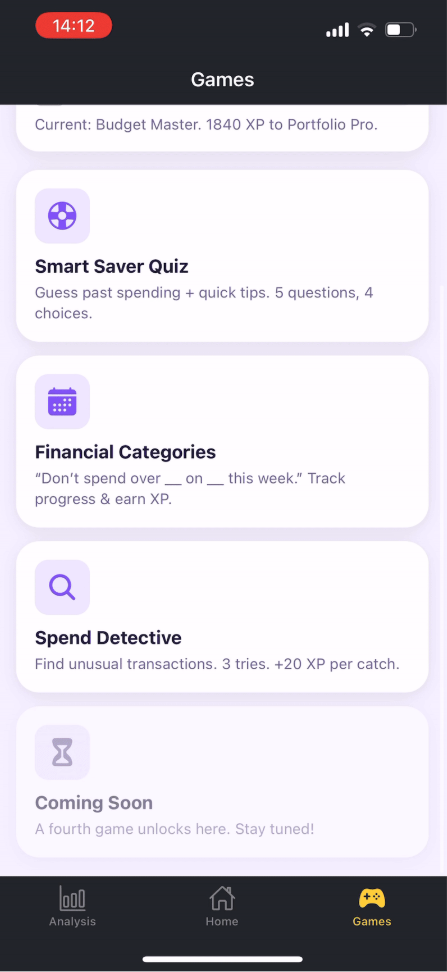 14:12
Games
Current: Budget Master. 1840 XP to Portfolio Pro.
Smart Saver Quiz
Guess past spending + quick tips. 5 questions, 4
choices.
Financial Categories
“Don’t spend over __ on __ this week.” Track
progress & earn XP.
Spend Detective
Find unusual transactions. 3 tries. +20 XP per catch.
Coming Soon
A fourth game unlocks here. Stay tuned!
Analysis
Home
Games